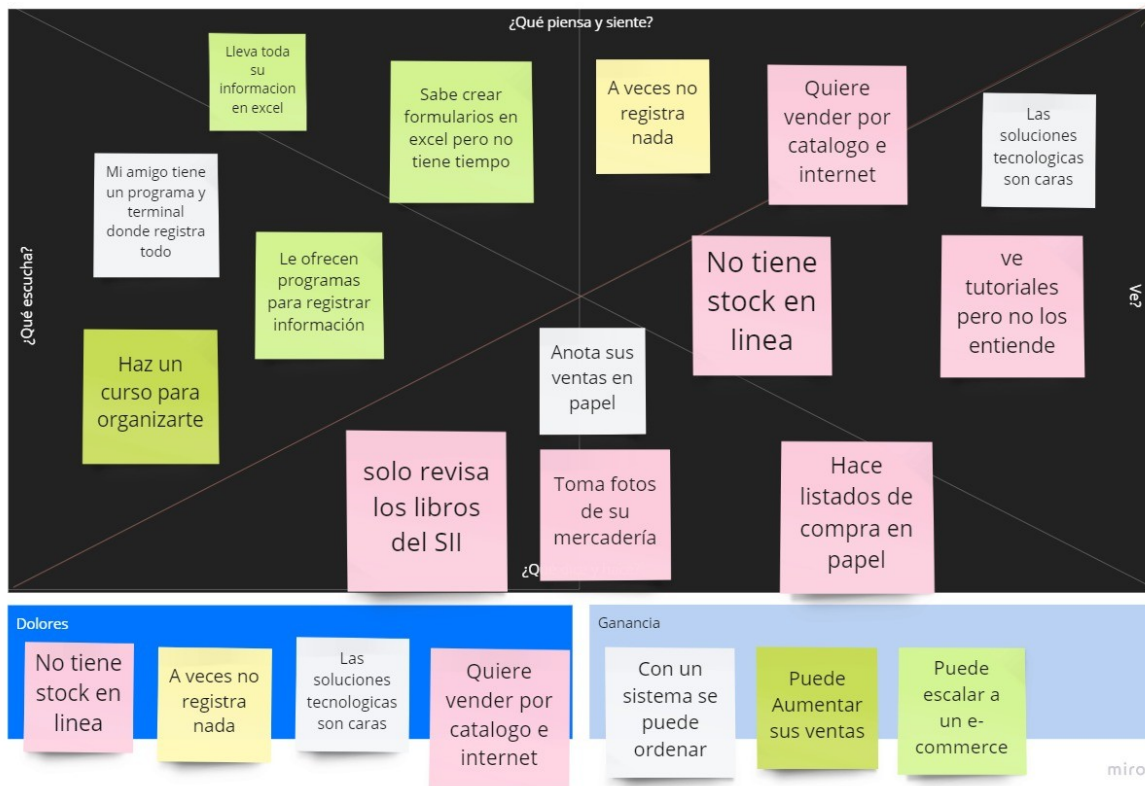 ¿Qué piensa y siente?
Lleva toda
su
informacion
en excel
Sabe crear
formularios en
excel pero no
tiene tiempo
A veces no
registra
nada
Quiere
vender por
catalogo e
internet
Las
soluciones
tecnologicas
son caras
Mi amigo tiene
un programa y
terminal
donde registra
todo
¿Qué escucha?
Le ofrecen
programas
para registrar
información
No tiene
stock en
linea
ve
tutoriales
pero no los
entiende
Ve?
Haz un
curso para
organizarte
Anota sus
ventas en
papel
solo revisa
los libros
del SII
Toma fotos
de su
mercadería
Hace
listados de
compra en
papel
Dolores
No tiene
stock en
linea
A veces no
registra
nada
Las
soluciones
tecnologicas
son caras
Quiere
vender por
catalogo e
internet
Ganancia
Con un
sistema se
puede
ordenar
Puede
Aumentar
sus ventas
Puede
escalar a
un e-
commerce
miro